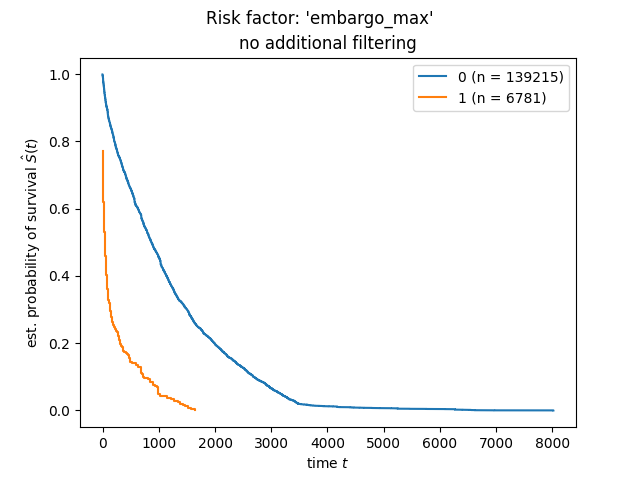 Risk factor: 'embargo_max'
no additional filtering
est. probability of survival Ŝ(t)
1.0
0.8
0.6
0.4
0.2
0.0
0 (n = 139215)
1 (n = 6781)
0 1000 2000 3000 4000 5000 6000 7000 8000
time t